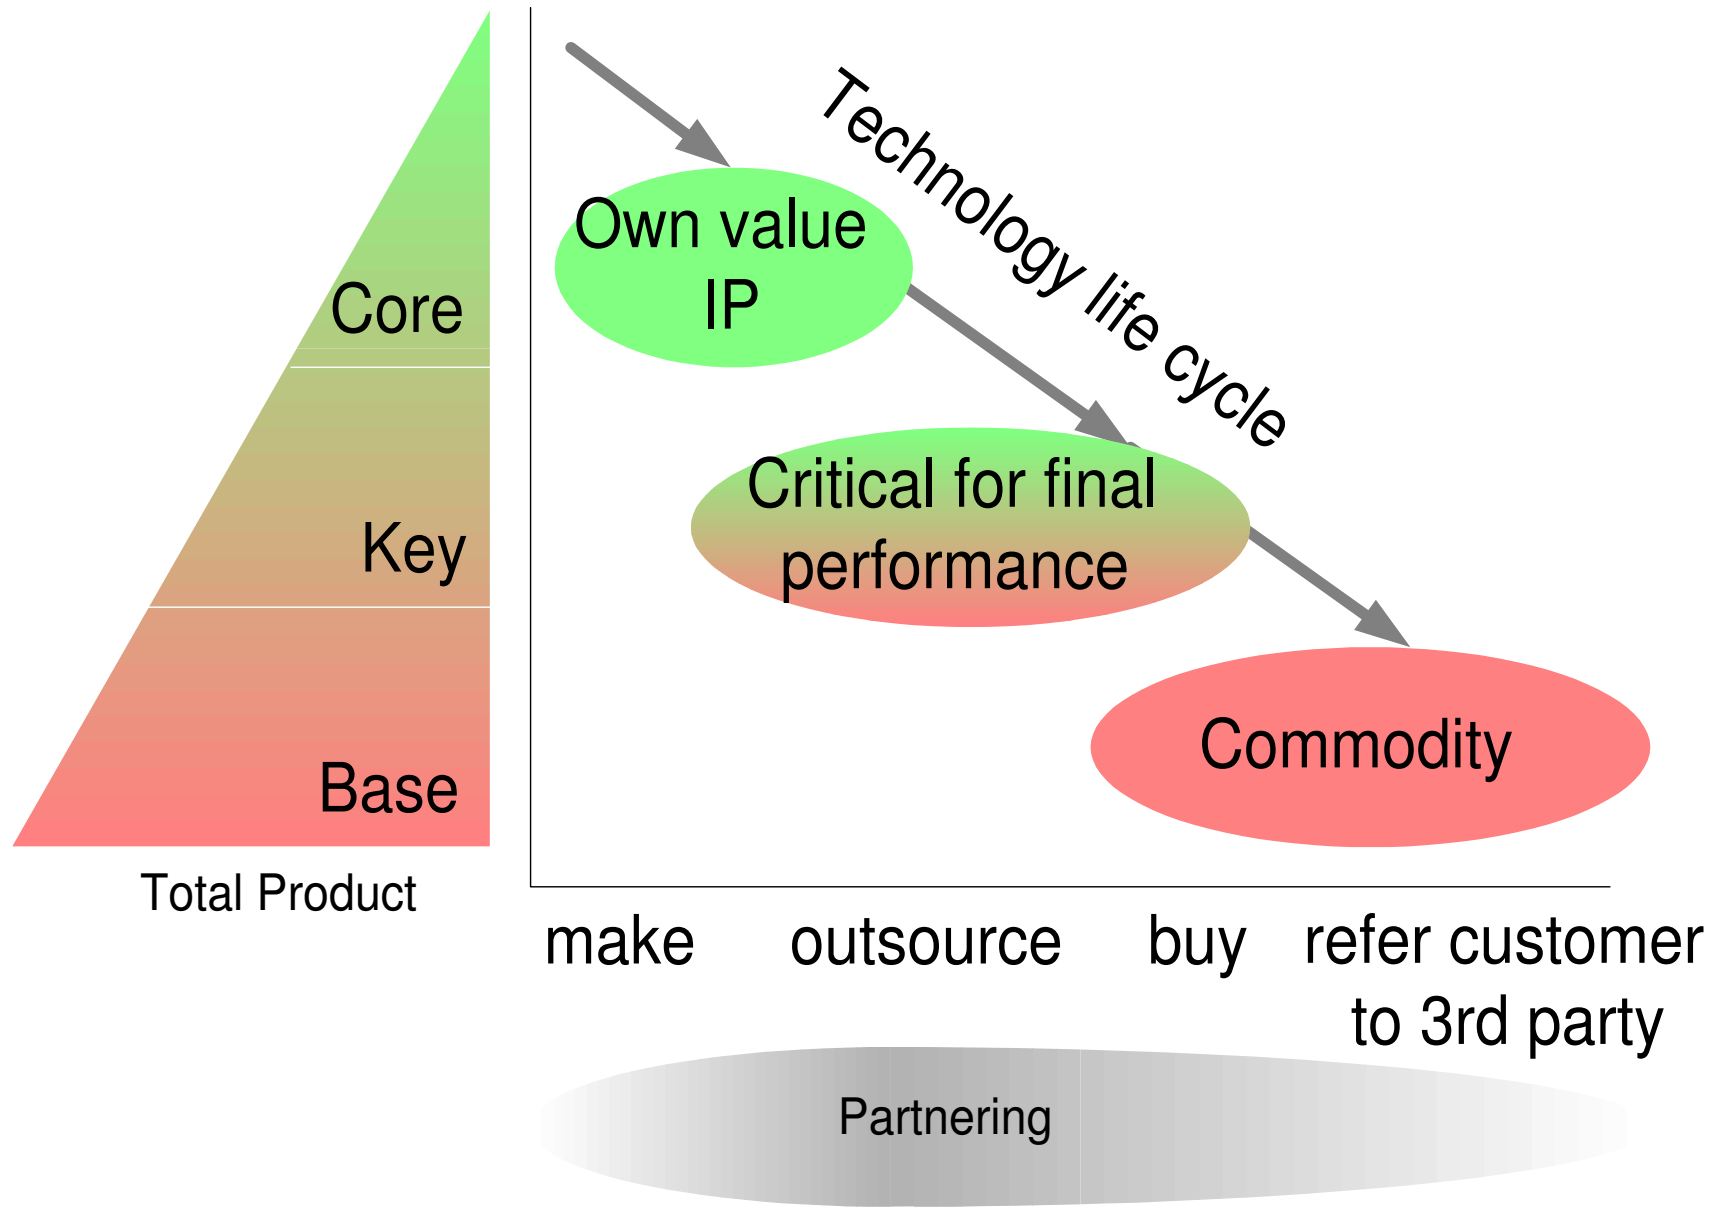 Technology life cycle
Own value
IP
Core
Critical for final
performance
Key
Commodity
Base
Total Product
make
outsource
buy
refer customer
to 3rd party
Partnering